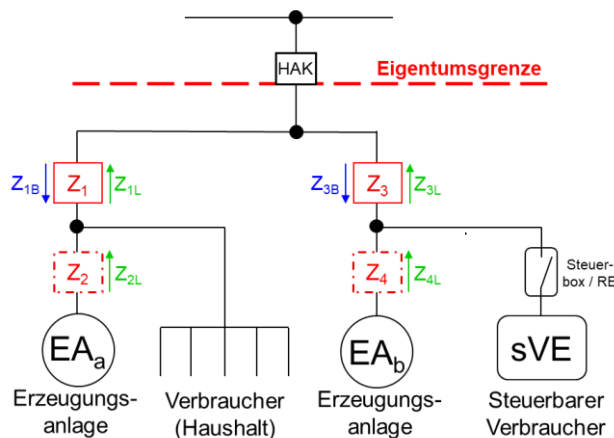 HAK
Eigentumsgrenze
Z1B
Z1
Z1L
Z3B
Z3
Z3L
Z2
Z2L
Z4
Z4L
Steuer-
box / RE
EAa
EAb
sVE
Erzeugungs-
anlage
Verbraucher
(Haushalt)
Erzeugungs-
anlage
Steuerbarer
Verbraucher